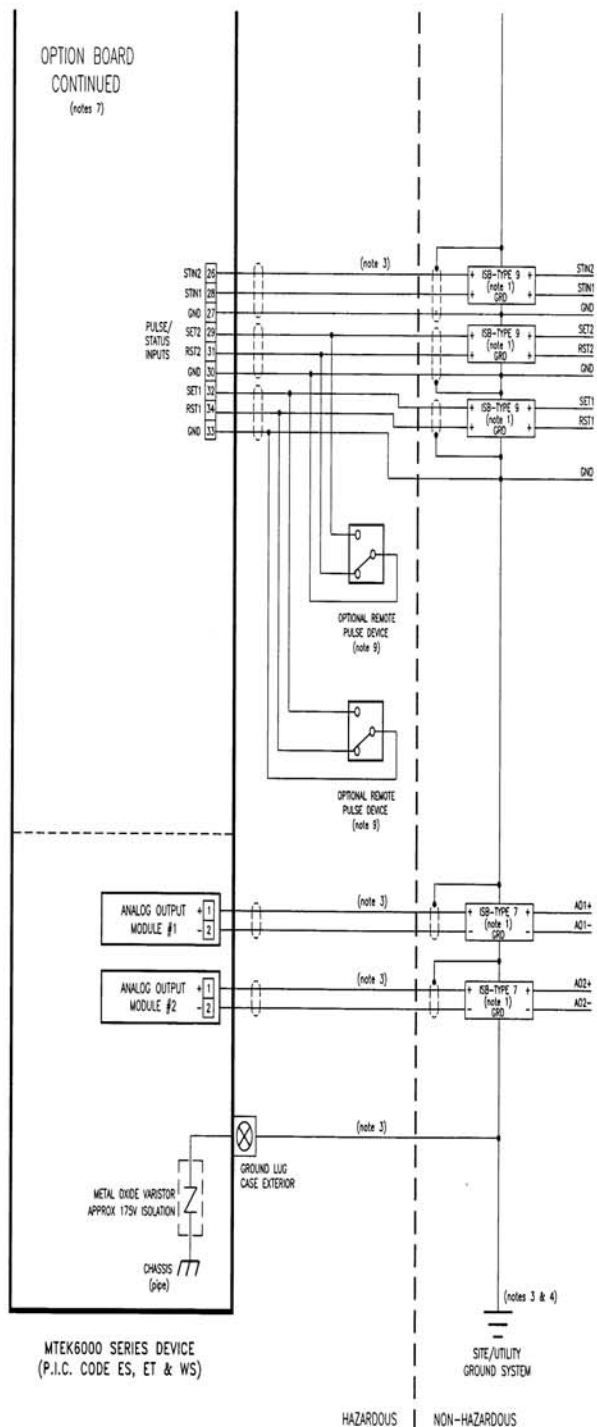 OPTION BOARD
CONTINUED
(notes 7)
PULSE/
STATUS
INPUTS
STIN2 26
STIN1 28
GND 27
SET2 29
RST2 31
GND 30
SET1 32
RST1 34
GND 33
(note 3)
+ ISB-TYPE 9 +
(note 1)
+ GRD +
STIN2
STIN1
GND
+ ISB-TYPE 9 +
(note 1)
+ GRD +
SET2
RST2
GND
+ ISB-TYPE 9 +
(note 1)
+ GRD +
SET1
RST1
GND
OPTIONAL REMOTE
PULSE DEVICE
(note 9)
OPTIONAL REMOTE
PULSE DEVICE
(note 9)
ANALOG OUTPUT + 1
MODULE #1 - 2
(note 3)
+ ISB-TYPE 7 +
(note 1)
- GRD -
AO1+
AO1-
ANALOG OUTPUT + 1
MODULE #2 - 2
(note 3)
+ ISB-TYPE 7 +
(note 1)
- GRD -
AO2+
AO2-
(note 3)
GROUND LUG
CASE EXTERIOR
METAL OXIDE VARISTOR
APPROX 175V ISOLATION
CHASSIS
(pipe)
(notes 3 & 4)
SITE/UTILITY
GROUND SYSTEM
MTEK6000 SERIES DEVICE
(P.I.C. CODE ES, ET & WS)
HAZARDOUS
NON-HAZARDOUS